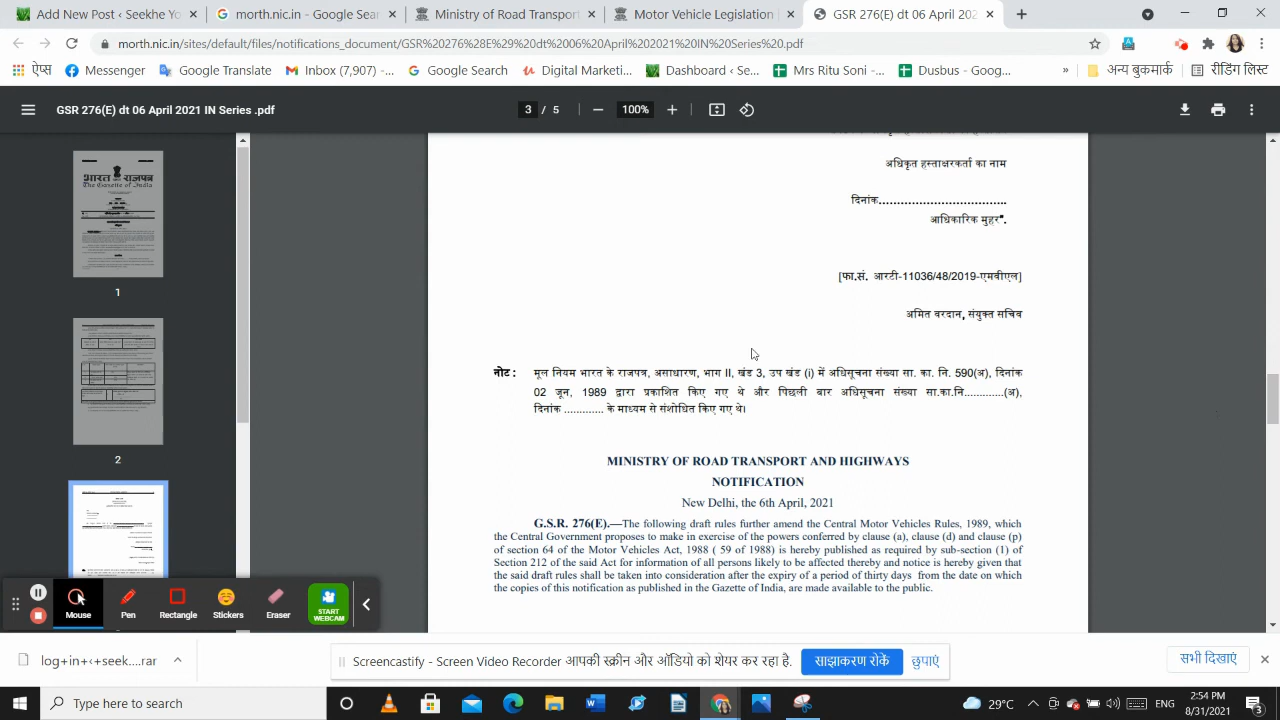 Add New Post ‹ Seekhe Yo
morth.nic.in - Google Sear
Ministry of Road Transport
Motor Vehicle Legislation
GSR 276(E) dt 06 April 202
morth.nic.in/sites/default/files/notifications_document/GSR%20276%20E%29%20dt%2006%20April%202021%20IN%20Series%20.pdf
ऐप्स Messenger Google Translate Inbox (7,907) -... Google Search Digital Marketi... Dashboard ‹ Se... Mrs Ritu Soni -... Dusbus - Goog... » अन्य बुकमार्क रीडिंग लिस्ट
GSR 276(E) dt 06 April 2021 IN Series .pdf 3 / 5 100%
भारत का राजपत्र
The Gazette of India
1
2
अधिकृत हस्ताक्षरकर्ता का नाम
दिनांक...................................
आधिकारिक मुहर".
[फा.सं. आरटी-11036/48/2019-एमवीएल]
अमित वरदान, संयुक्त सचिव
नोट : मूल नियम भारत के राजपत्र, असाधारण, भाग II, खंड 3, उप खंड (i) में अधिसूचना संख्या सा. का. नि. 590(अ), दिनांक
02 जून, 1989 द्वारा प्रकाशित किए गए थे और पिछली बार अधिसूचना संख्या सा.का.नि............(अ),
दिनांक ............ के माध्यम से संशोधित किए गए थे।
MINISTRY OF ROAD TRANSPORT AND HIGHWAYS
NOTIFICATION
New Delhi, the 6th April, 2021
G.S.R. 276(E).—The following draft rules further amend the Central Motor Vehicles Rules, 1989, which
the Central Government proposes to make in exercise of the powers conferred by clause (a), clause (d) and clause (p)
of section 64 of the Motor Vehicles Act, 1988 ( 59 of 1988) is hereby published as required by sub-section (1) of
Section 212 of the said Act for information of all persons likely to be affected thereby and notice is hereby given that
the said draft rules shall be taken into consideration after the expiry of a period of thirty days from the date on which
the copies of this notification as published in the Gazette of India, are made available to the public.
Mouse Pen Rectangle Stickers Eraser START WEBCAM
log+in+‹+seek....rar
Screencastify - Screen Video Recorder आपकी स्क्रीन और ऑडियो को शेयर कर रहा है. साझाकरण रोकें छुपाएं
सभी दिखाएं
Type here to search
29°C ENG 2:54 PM
8/31/2021
3